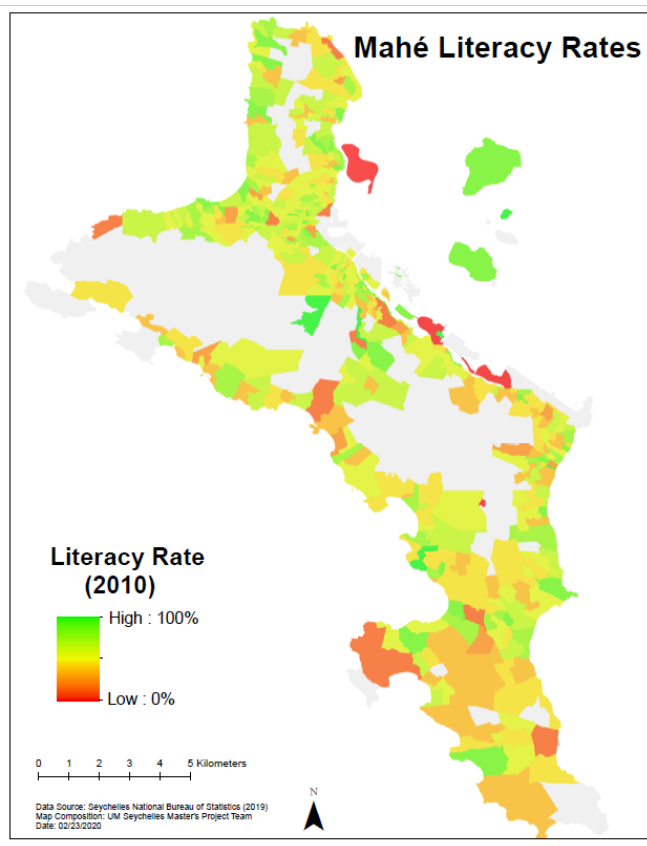 Mahé Literacy Rates
Literacy Rate
(2010)
High : 100%
Low : 0%
0 1 2 3 4 5 Kilometers
N
Data Source: Seychelles National Bureau of Statistics (2019)
Map Composition: UM Seychelles Master's Project Team
Date: 02/23/2020